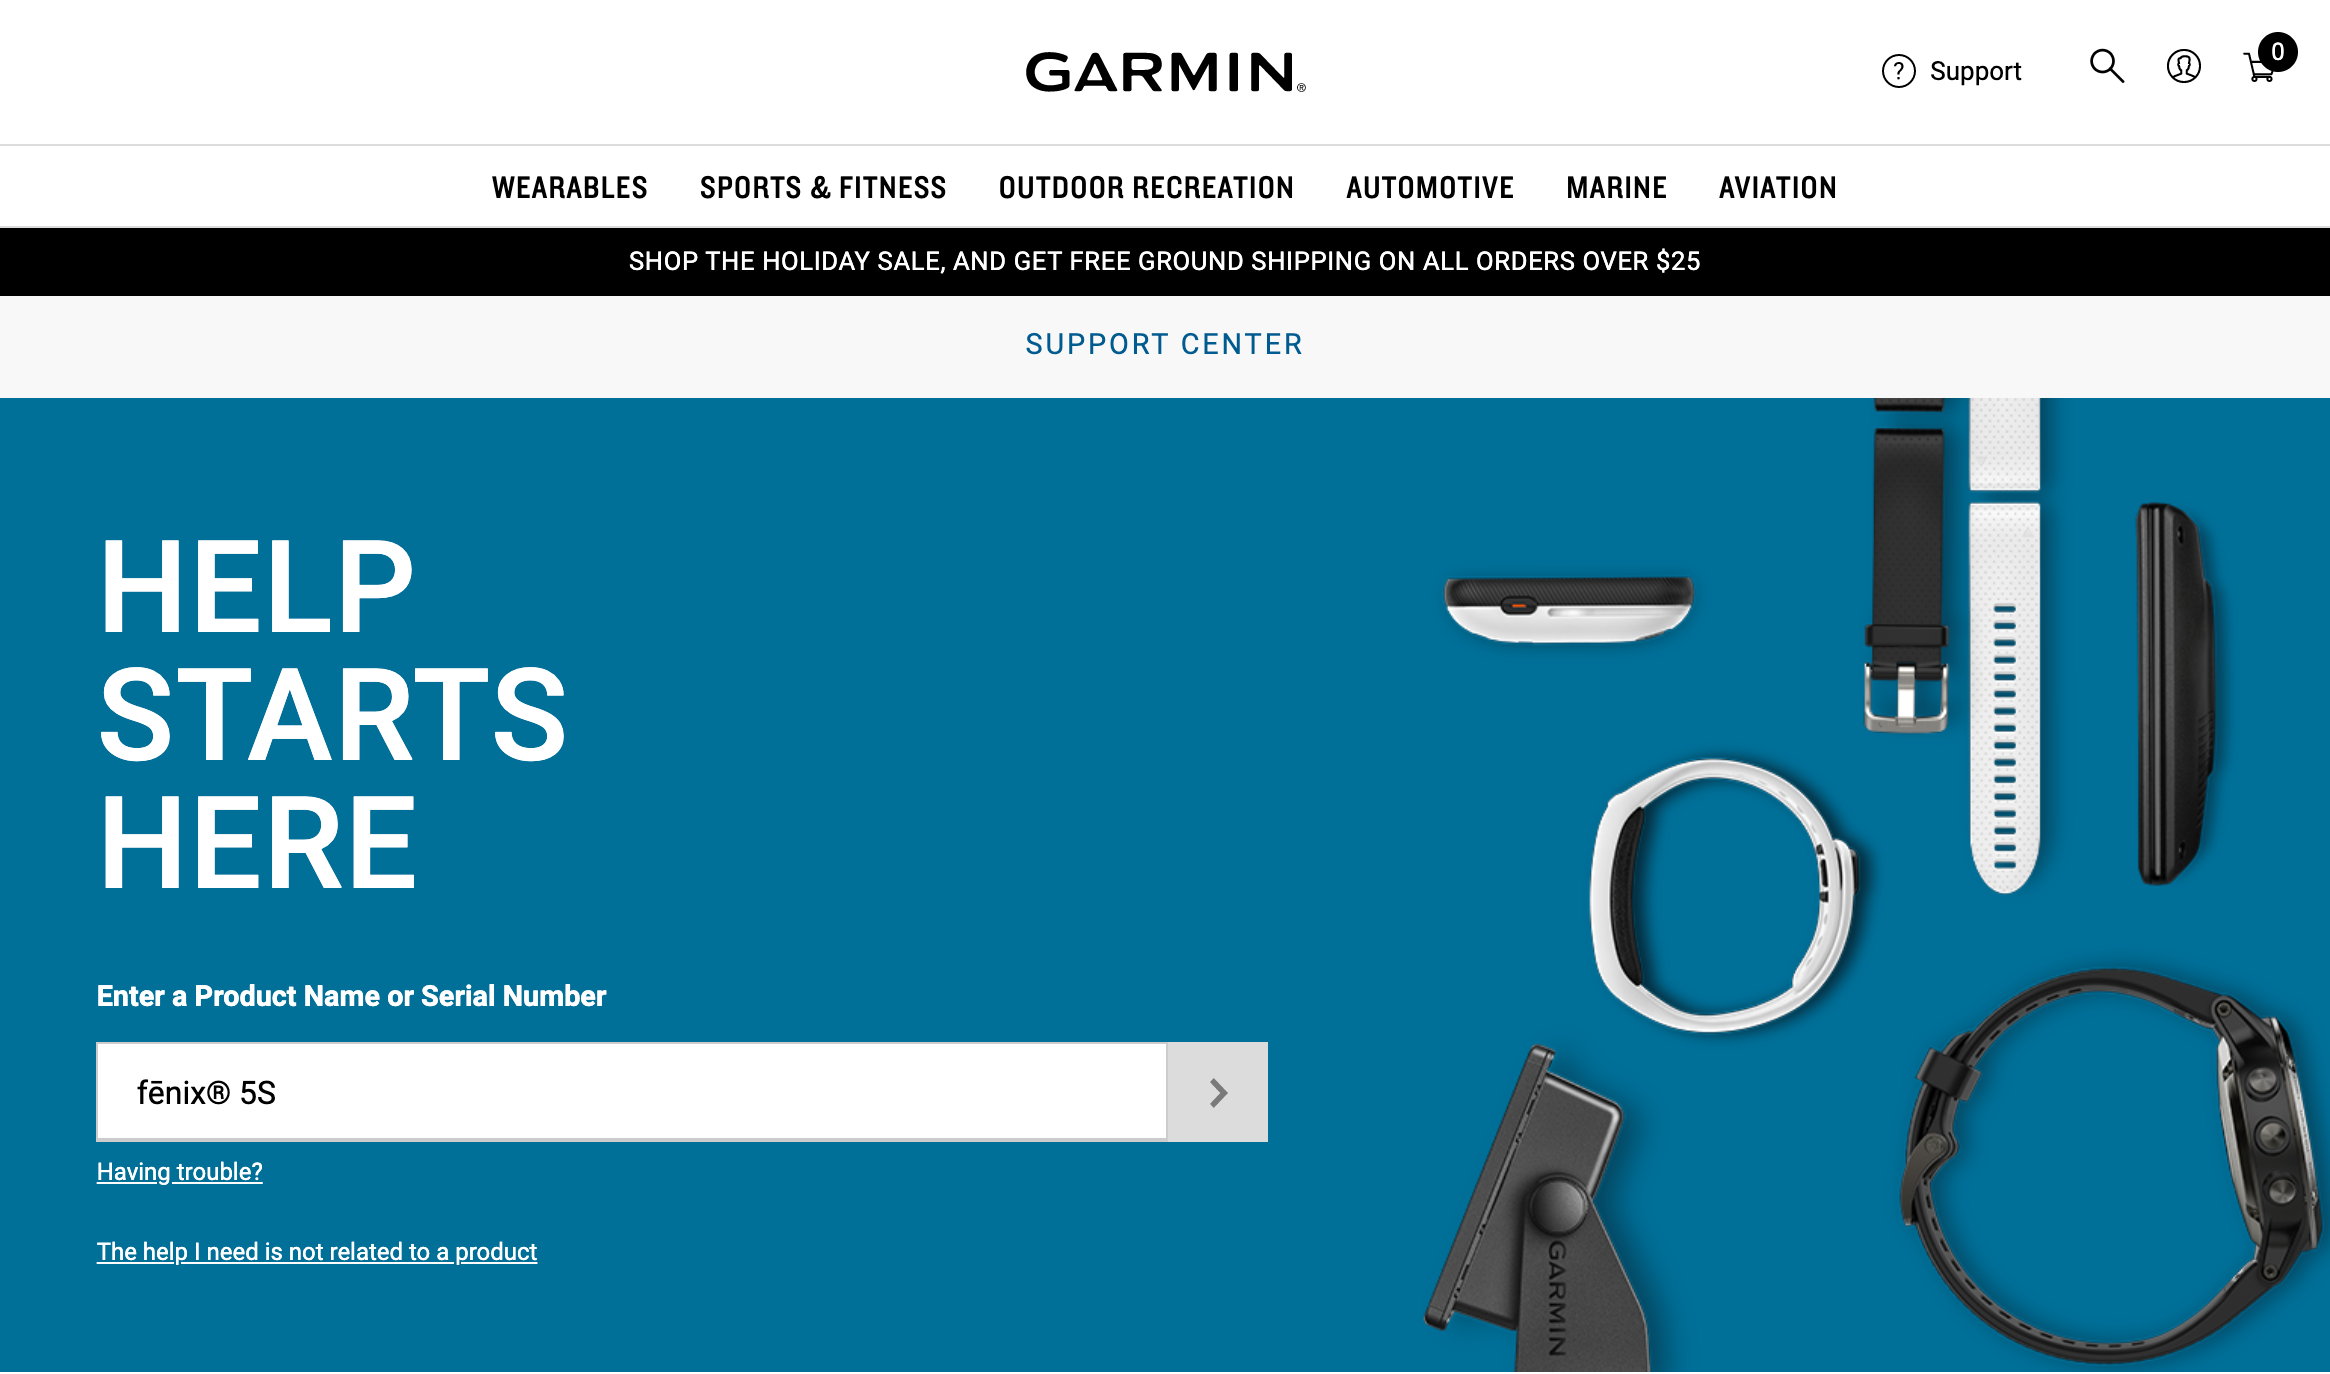 GARMIN®
Support
0
WEARABLES SPORTS & FITNESS OUTDOOR RECREATION AUTOMOTIVE MARINE AVIATION
SHOP THE HOLIDAY SALE, AND GET FREE GROUND SHIPPING ON ALL ORDERS OVER $25
SUPPORT CENTER
HELP
STARTS
HERE
Enter a Product Name or Serial Number
fēnix® 5S
Having trouble?
The help I need is not related to a product
GARMIN